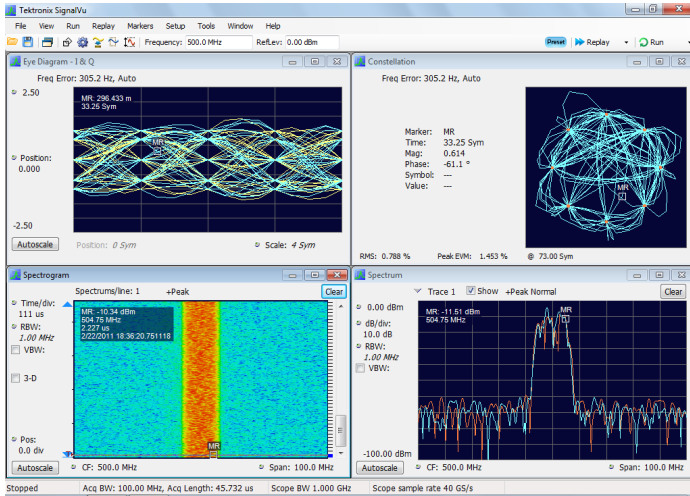 Tektronix SignalVu
File View Run Replay Markers Setup Tools Window Help
Frequency: 500.0 MHz RefLev: 0.00 dBm Preset Replay Run
Eye Diagram - I & Q
Freq Error: 305.2 Hz, Auto
2.50
MR: 296.433 m
33.25 Sym
MR
Position:
0.000
-2.50
Autoscale Position: 0 Sym Scale: 4 Sym
Constellation
Freq Error: 305.2 Hz, Auto
Marker: MR
Time: 33.25 Sym
Mag: 0.614
Phase: -61.1 °
Symbol: ---
Value: ---
MR
RMS: 0.788 % Peak EVM: 1.453 % @ 73.00 Sym
Spectrogram
Spectrums/line: 1 +Peak Clear
Time/div:
111 us
RBW:
1.00 MHz
VBW:
3-D
MR: -10.34 dBm
504.75 MHz
2.227 us
2/22/2011 18:36:20.751118
MR
Pos:
0.0 div
Autoscale CF: 500.0 MHz Span: 100.0 MHz
Spectrum
Trace 1 Show +Peak Normal Clear
0.00 dBm
dB/div:
10.0 dB
RBW:
1.00 MHz
VBW:
MR: -11.51 dBm
504.75 MHz
MR
-100.00 dBm
Autoscale CF: 500.0 MHz Span: 100.0 MHz
Stopped Acq BW: 100.00 MHz, Acq Length: 45.732 us Scope BW 1.000 GHz Scope sample rate 40 GS/s